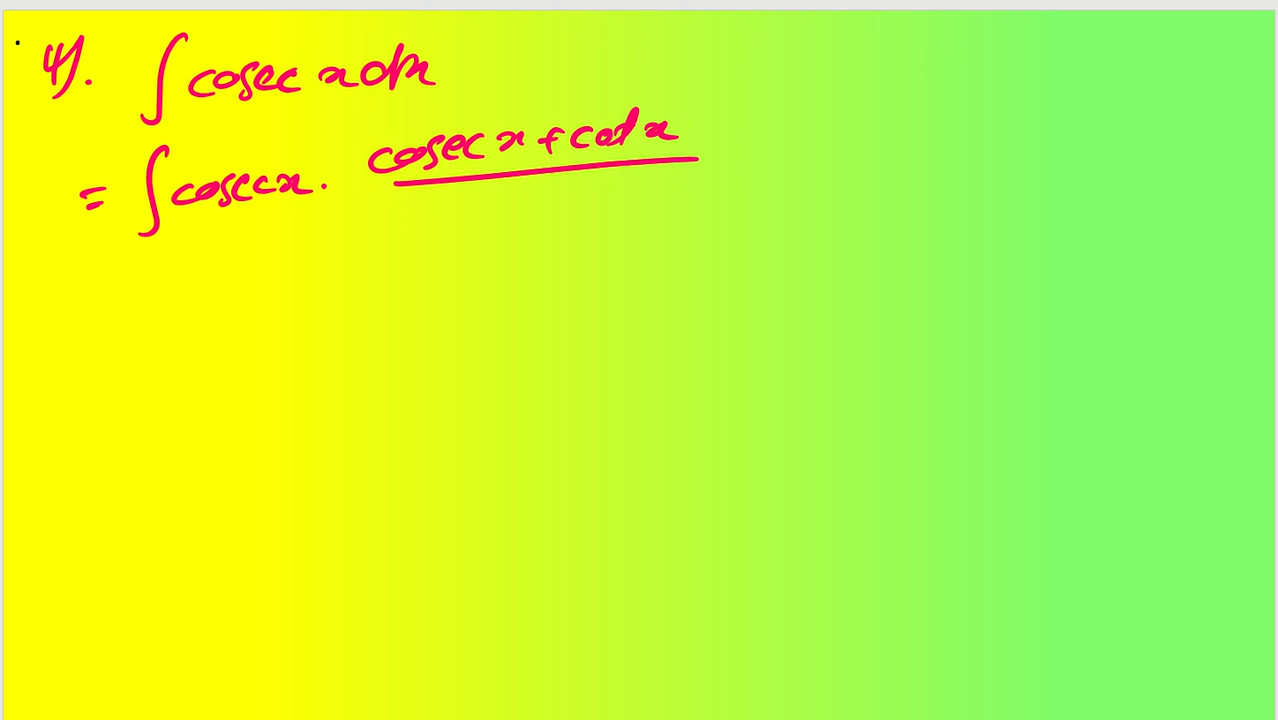 4). ∫ cosec x dx
= ∫ cosec x . cosec x + cot x